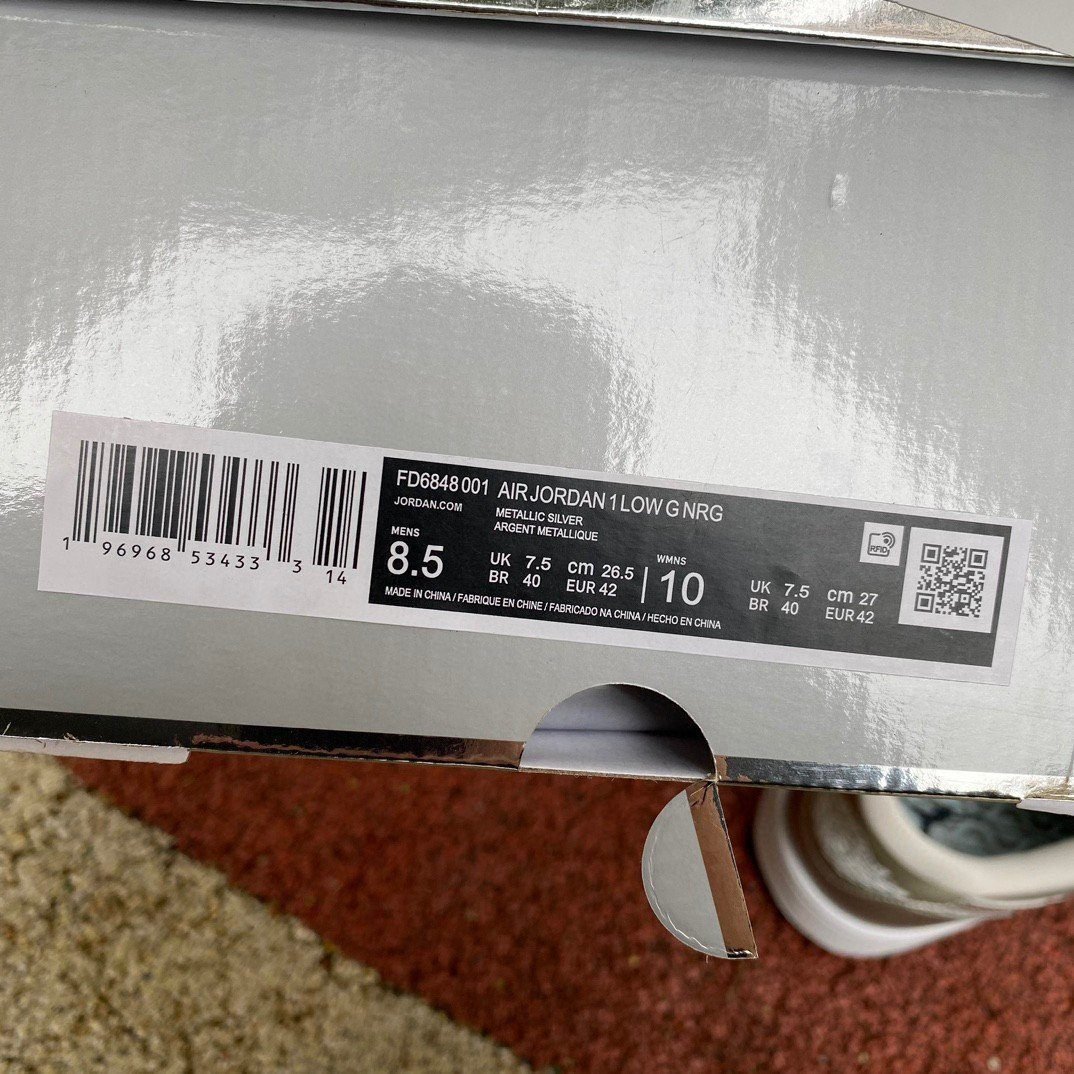 1 96968 53433 3 14
FD6848 001 AIR JORDAN 1 LOW G NRG
JORDAN.COM
METALLIC SILVER
ARGENT METALLIQUE
MENS
8.5
UK 7.5 cm 26.5
BR 40 EUR 42
WMNS
10
UK 7.5 cm 27
BR 40 EUR 42
MADE IN CHINA / FABRIQUE EN CHINE / FABRICADO NA CHINA / HECHO EN CHINA
RFID